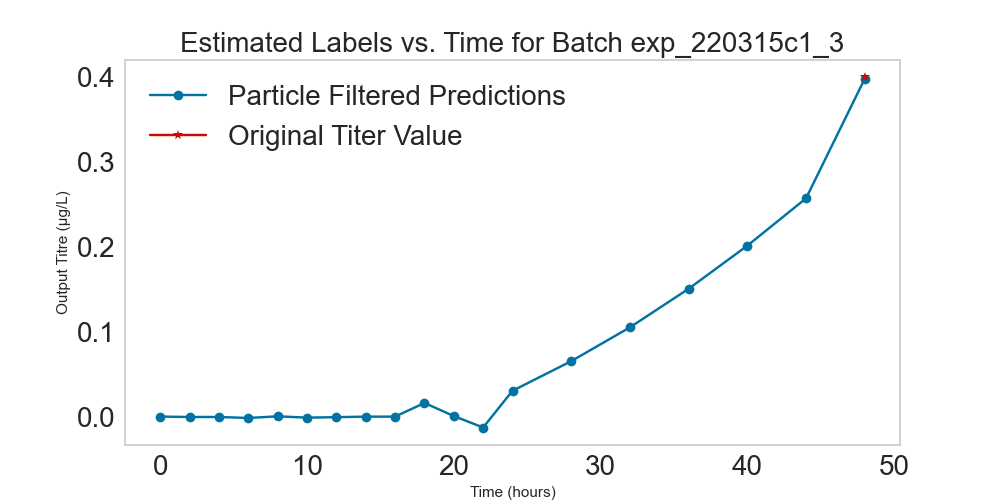 Estimated Labels vs. Time for Batch exp_220315c1_3
Particle Filtered Predictions
Original Titer Value
Output Titre (µg/L)
0.4
0.3
0.2
0.1
0.0
0 10 20 30 40 50
Time (hours)